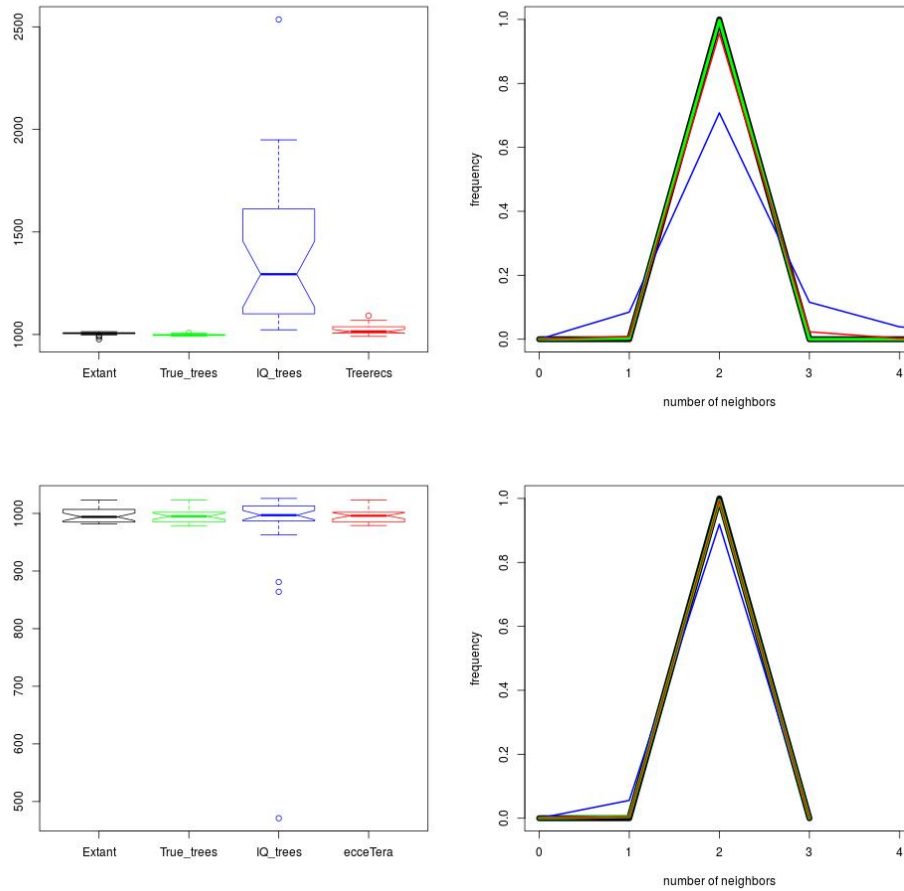 2500
2000
1500
1000
Extant True_trees IQ_trees Treerecs
1.0
0.8
0.6
0.4
0.2
0.0
frequency
0 1 2 3 4
number of neighbors
1000
900
800
700
600
500
Extant True_trees IQ_trees ecceTera
1.0
0.8
0.6
0.4
0.2
0.0
frequency
0 1 2 3 4
number of neighbors